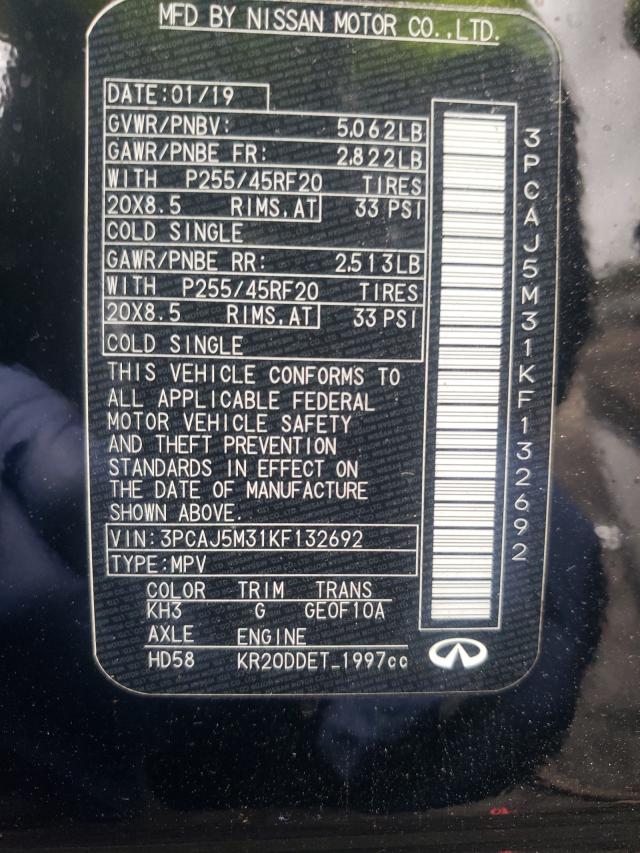 MFD BY NISSAN MOTOR CO.,LTD.
DATE:01/19
GVWR/PNBV: 5,062LB
GAWR/PNBE FR: 2,822LB
WITH P255/45RF20 TIRES
20X8.5 RIMS,AT 33 PSI
COLD SINGLE
GAWR/PNBE RR: 2,513LB
WITH P255/45RF20 TIRES
20X8.5 RIMS,AT 33 PSI
COLD SINGLE
THIS VEHICLE CONFORMS TO
ALL APPLICABLE FEDERAL
MOTOR VEHICLE SAFETY
AND THEFT PREVENTION
STANDARDS IN EFFECT ON
THE DATE OF MANUFACTURE
SHOWN ABOVE.
VIN:3PCAJ5M31KF132692
TYPE:MPV
COLOR TRIM TRANS
KH3 G GE0F10A
AXLE ENGINE
HD58 KR20DDET_1997cc
3PCAJ5M31KF132692